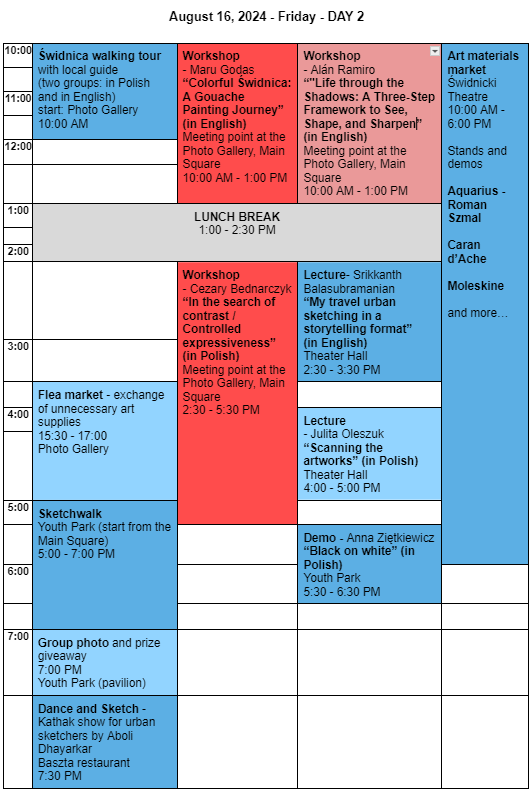 August 16, 2024 - Friday - DAY 2
10:00
11:00
12:00
1:00
2:00
3:00
4:00
5:00
6:00
7:00
Świdnica walking tour
with local guide
(two groups: in Polish
and in English)
start: Photo Gallery
10:00 AM
Workshop
- Maru Godas
“Colorful Świdnica:
A Gouache
Painting Journey”
(in English)
Meeting point at the
Photo Gallery, Main
Square
10:00 AM - 1:00 PM
Workshop
- Alán Ramiro
“"Life through the
Shadows: A Three-Step
Framework to See,
Shape, and Sharpen”
(in English)
Meeting point at the
Photo Gallery, Main
Square
10:00 AM - 1:00 PM
Art materials
market
Świdnicki
Theatre
10:00 AM -
6:00 PM
Stands and
demos
Aquarius -
Roman
Szmal
Caran
d’Ache
Moleskine
and more…
LUNCH BREAK
1:00 - 2:30 PM
Workshop
- Cezary Bednarczyk
“In the search of
contrast /
Controlled
expressiveness”
(in Polish)
Meeting point at the
Photo Gallery, Main
Square
2:30 - 5:30 PM
Lecture- Srikkanth
Balasubramanian
“My travel urban
sketching in a
storytelling format”
(in English)
Theater Hall
2:30 - 3:30 PM
Flea market - exchange
of unnecessary art
supplies
15:30 - 17:00
Photo Gallery
Lecture
- Julita Oleszuk
“Scanning the
artworks” (in Polish)
Theater Hall
4:00 - 5:00 PM
Sketchwalk
Youth Park (start from the
Main Square)
5:00 - 7:00 PM
Demo - Anna Ziętkiewicz
“Black on white” (in
Polish)
Youth Park
5:30 - 6:30 PM
Group photo and prize
giveaway
7:00 PM
Youth Park (pavilion)
Dance and Sketch -
Kathak show for urban
sketchers by Aboli
Dhayarkar
Baszta restaurant
7:30 PM